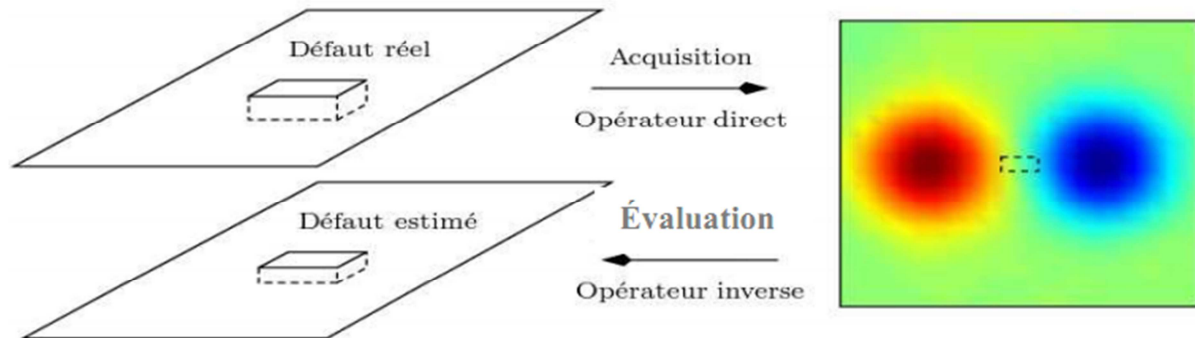 Défaut réel
Acquisition
Opérateur direct
Défaut estimé
Évaluation
Opérateur inverse